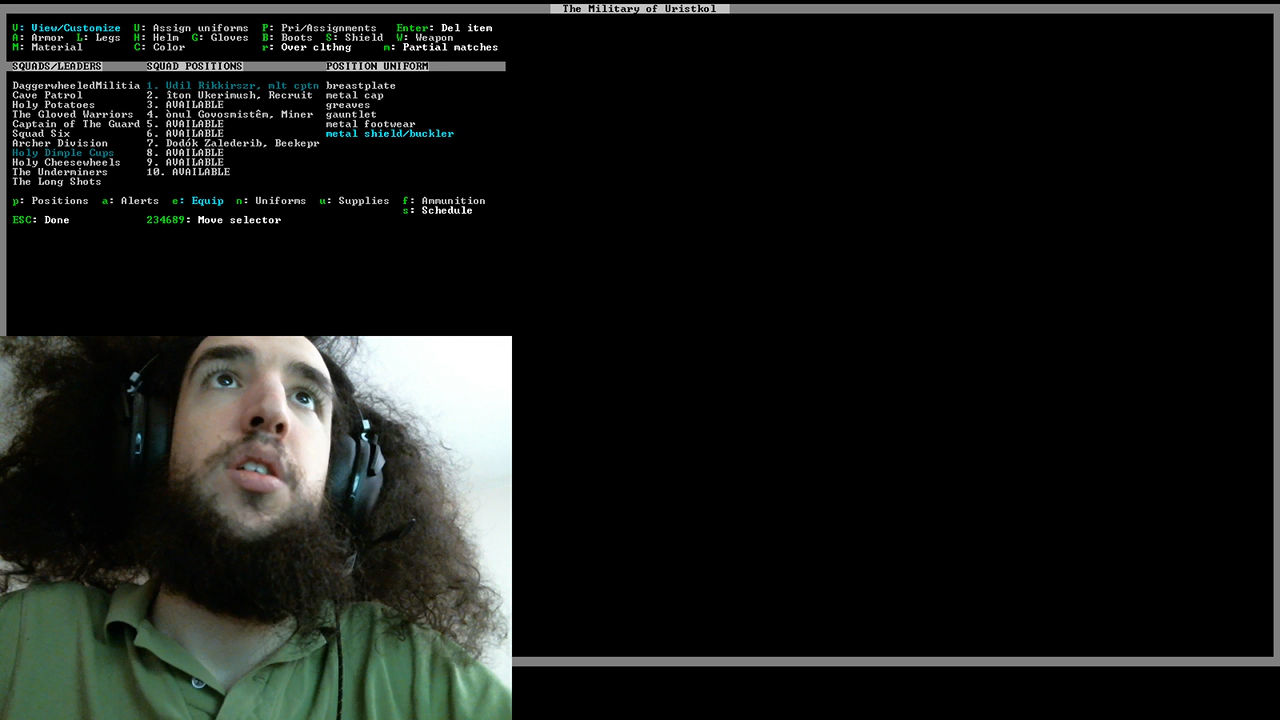 The Military of Uristkol
V: View/Customize U: Assign uniforms P: Pri/Assignments Enter: Del item
A: Armor L: Legs H: Helm G: Gloves B: Boots S: Shield W: Weapon
M: Material C: Color r: Over clthng m: Partial matches
SQUADS/LEADERS SQUAD POSITIONS POSITION UNIFORM
DaggerwheeledMilitia 1. Udil Rikkirszr, mlt cptn breastplate
Cave Patrol 2. îton Ukerimush, Recruit metal cap
Holy Potatoes 3. AVAILABLE greaves
The Gloved Warriors 4. ònul Govosmistêm, Miner gauntlet
Captain of The Guard 5. AVAILABLE metal footwear
Squad Six 6. AVAILABLE metal shield/buckler
Archer Division 7. Dodók Zalederib, Beekepr
Holy Dimple Cups 8. AVAILABLE
Holy Cheesewheels 9. AVAILABLE
The Underminers 10. AVAILABLE
The Long Shots
p: Positions a: Alerts e: Equip n: Uniforms u: Supplies f: Ammunition
s: Schedule
ESC: Done 234689: Move selector